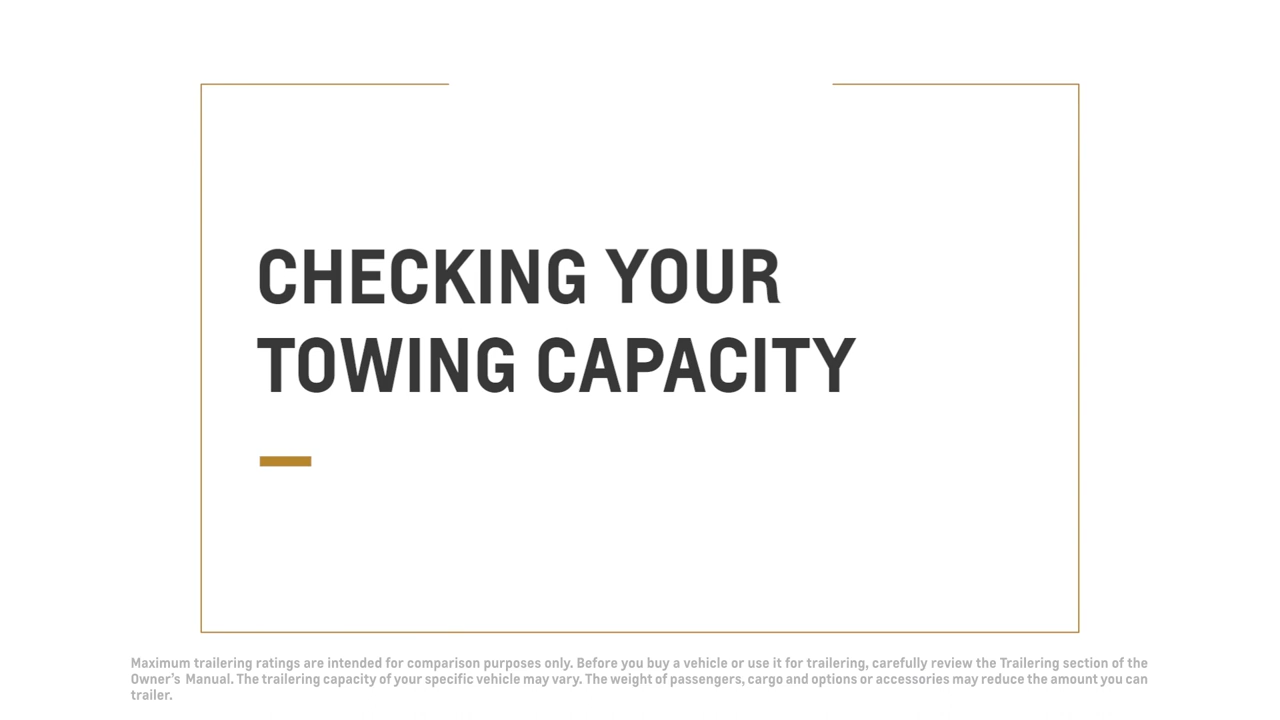 CHECKING YOUR
TOWING CAPACITY
Maximum trailering ratings are intended for comparison purposes only. Before you buy a vehicle or use it for trailering, carefully review the Trailering section of the
Owner's Manual. The trailering capacity of your specific vehicle may vary. The weight of passengers, cargo and options or accessories may reduce the amount you can
trailer.